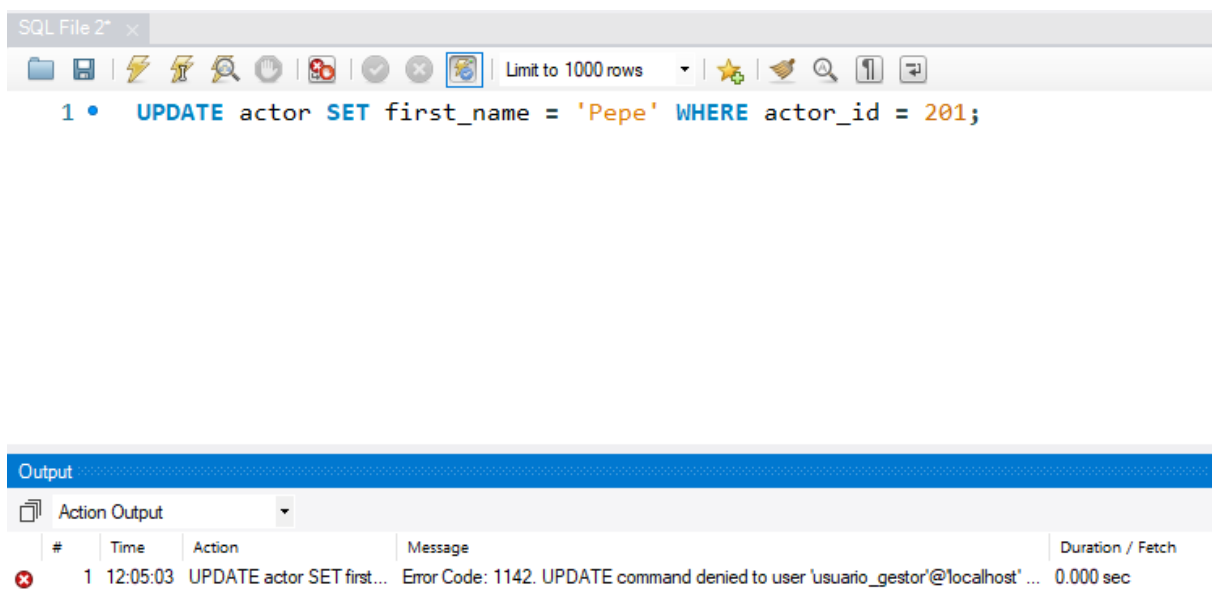 SQL File 2*
Limit to 1000 rows
1 UPDATE actor SET first_name = 'Pepe' WHERE actor_id = 201;
Output
Action Output
# Time Action Message Duration / Fetch
1 12:05:03 UPDATE actor SET first... Error Code: 1142. UPDATE command denied to user 'usuario_gestor'@'localhost' ... 0.000 sec